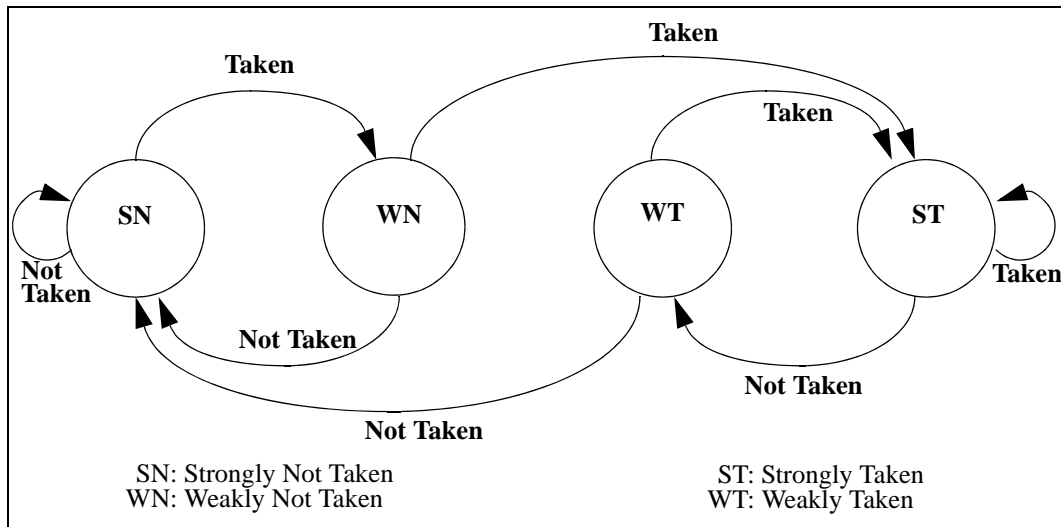 Taken
Taken
Taken
SN
WN
WT
ST
Not
Taken
Taken
Not Taken
Not Taken
Not Taken
SN: Strongly Not Taken
WN: Weakly Not Taken
ST: Strongly Taken
WT: Weakly Taken